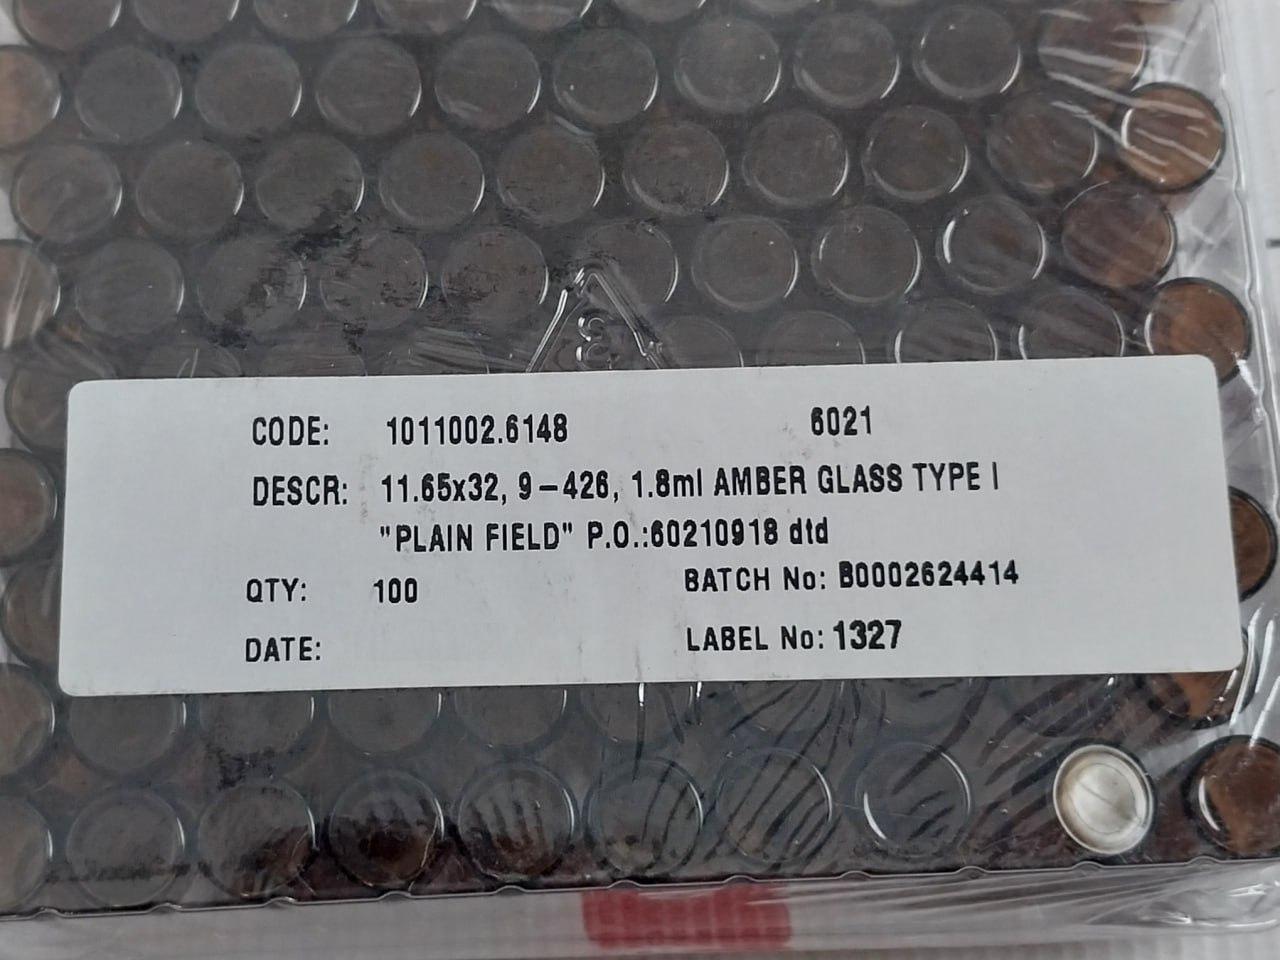 CODE: 1011002.6148 6021
DESCR: 11.65x32, 9-426, 1.8ml AMBER GLASS TYPE I
"PLAIN FIELD" P.O.:60210918 dtd
QTY: 100 BATCH No: B0002624414
DATE: LABEL No: 1327
3